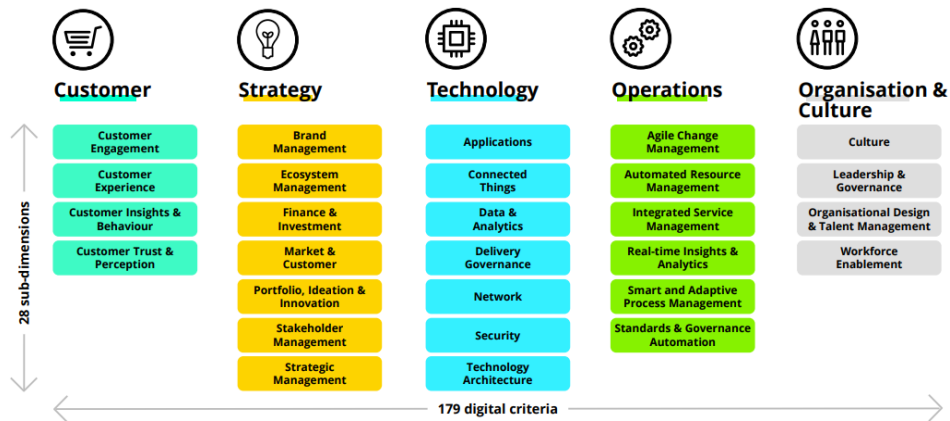 Customer
Strategy
Technology
Operations
Organisation &
Culture
28 sub-dimensions
Customer
Engagement
Customer
Experience
Customer Insights &
Behaviour
Customer Trust &
Perception
Brand
Management
Ecosystem
Management
Finance &
Investment
Market &
Customer
Portfolio, Ideation &
Innovation
Stakeholder
Management
Strategic
Management
Applications
Connected
Things
Data &
Analytics
Delivery
Governance
Network
Security
Technology
Architecture
Agile Change
Management
Automated Resource
Management
Integrated Service
Management
Real-time Insights &
Analytics
Smart and Adaptive
Process Management
Standards & Governance
Automation
Culture
Leadership &
Governance
Organisational Design
& Talent Management
Workforce
Enablement
179 digital criteria